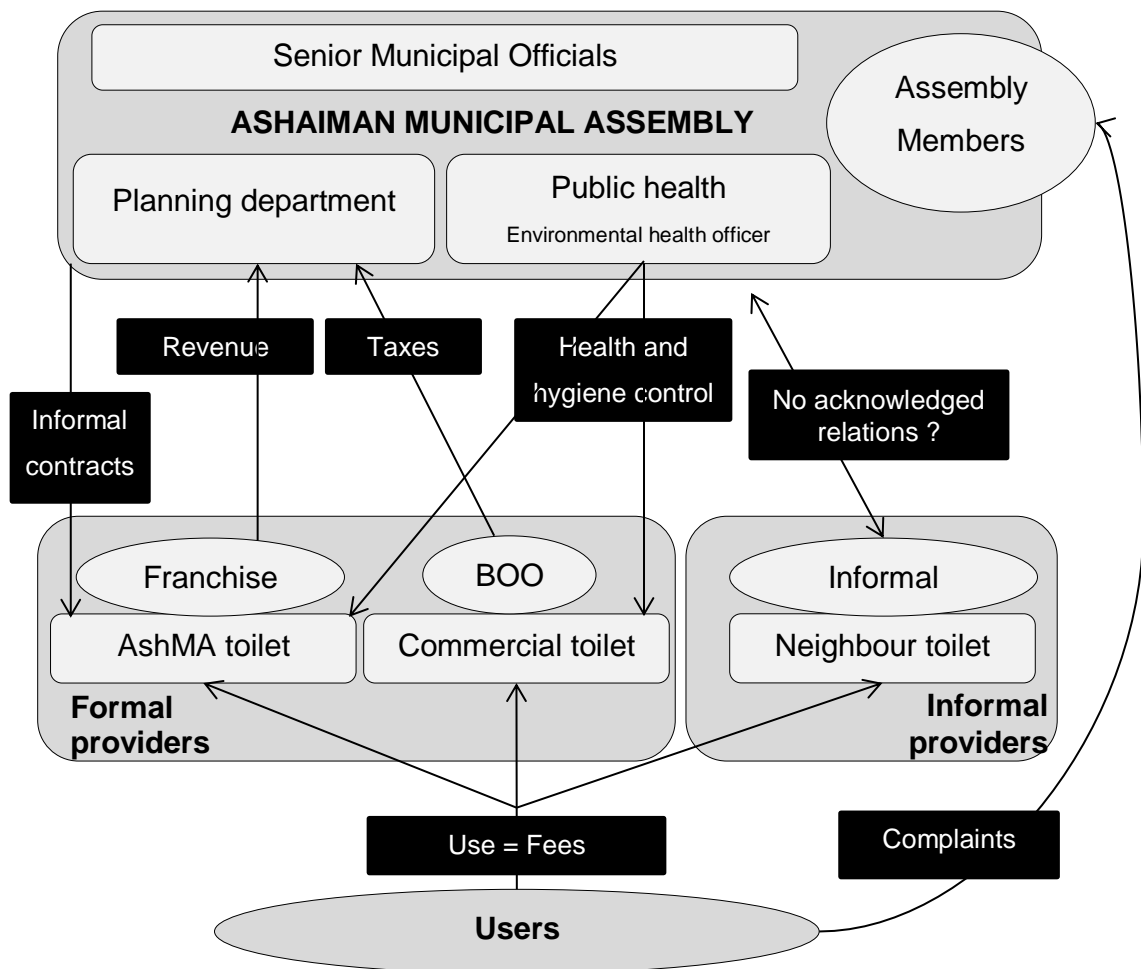 Senior Municipal Officials
Assembly
Members
ASHAIMAN MUNICIPAL ASSEMBLY
Planning department
Public health
Environmental health officer
Revenue
Taxes
Health and
hygiene control
No acknowledged
relations ?
Informal
contracts
Franchise
BOO
Informal
AshMA toilet
Commercial toilet
Neighbour toilet
Formal
providers
Informal
providers
Use = Fees
Complaints
Users